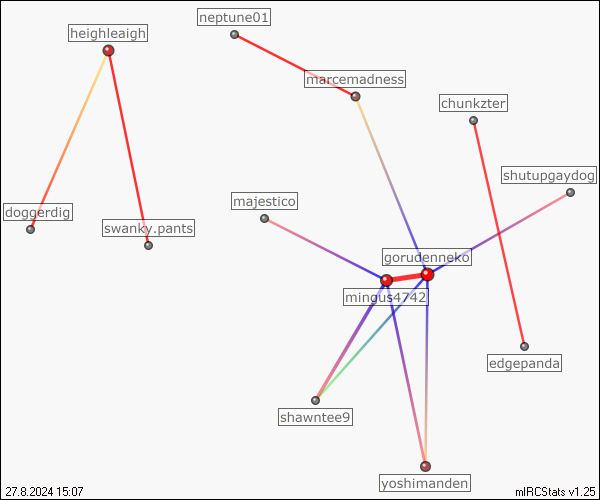 neptune01
heighleaigh
marcemadness
chunkzter
shutupgaydog
majestico
doggerdig
swanky.pants
gorudenneko
mingus4742
edgepanda
shawntee9
yoshimanden
27.8.2024 15:07
mIRCStats v1.25